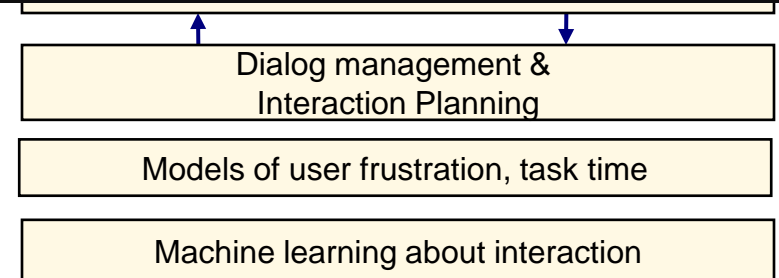 Dialog management &
Interaction Planning
Models of user frustration, task time
Machine learning about interaction